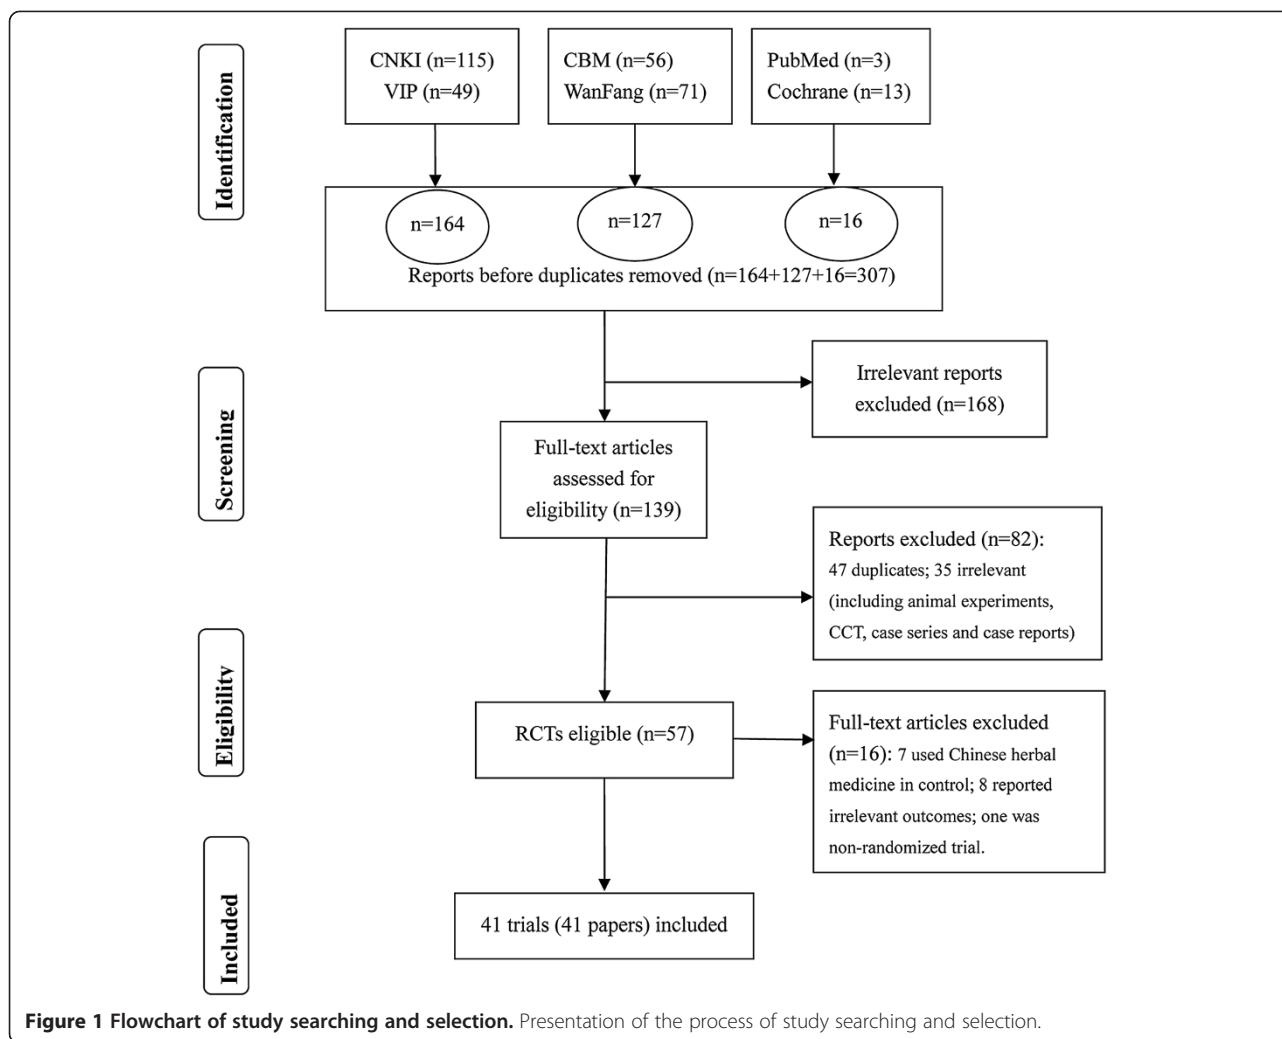 Identification
CNKI (n=115)
VIP (n=49)
CBM (n=56)
WanFang (n=71)
PubMed (n=3)
Cochrane (n=13)
n=164
n=127
n=16
Reports before duplicates removed (n=164+127+16=307)
Screening
Irrelevant reports
excluded (n=168)
Full-text articles
assessed for
eligibility (n=139)
Reports excluded (n=82):
47 duplicates; 35 irrelevant
(including animal experiments,
CCT, case series and case reports)
Eligibility
RCTs eligible (n=57)
Full-text articles excluded
(n=16): 7 used Chinese herbal
medicine in control; 8 reported
irrelevant outcomes; one was
non-randomized trial.
Included
41 trials (41 papers) included
Figure 1 Flowchart of study searching and selection. Presentation of the process of study searching and selection.